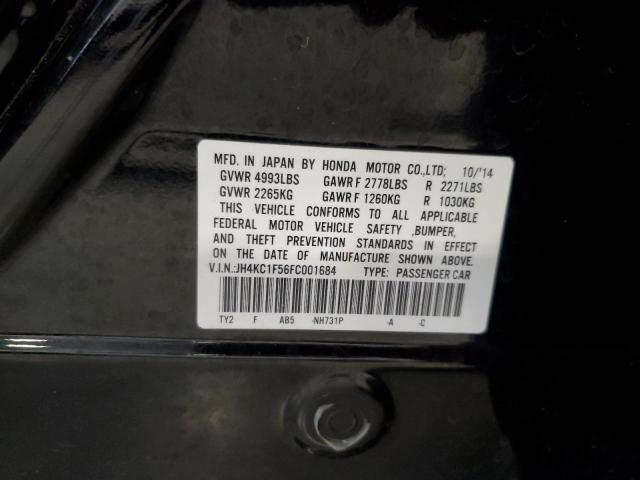 MFD. IN JAPAN BY HONDA MOTOR CO.,LTD; 10/'14
GVWR 4993LBS GAWR F 2778LBS R 2271LBS
GVWR 2265KG GAWR F 1260KG R 1030KG
THIS VEHICLE CONFORMS TO ALL APPLICABLE
FEDERAL MOTOR VEHICLE SAFETY ,BUMPER,
AND THEFT PREVENTION STANDARDS IN EFFECT
ON THE DATE OF MANUFACTURE SHOWN ABOVE.
V.I.N.:JH4KC1F56FC001684 TYPE: PASSENGER CAR
TY2 F AB5 -NH731P -A -C